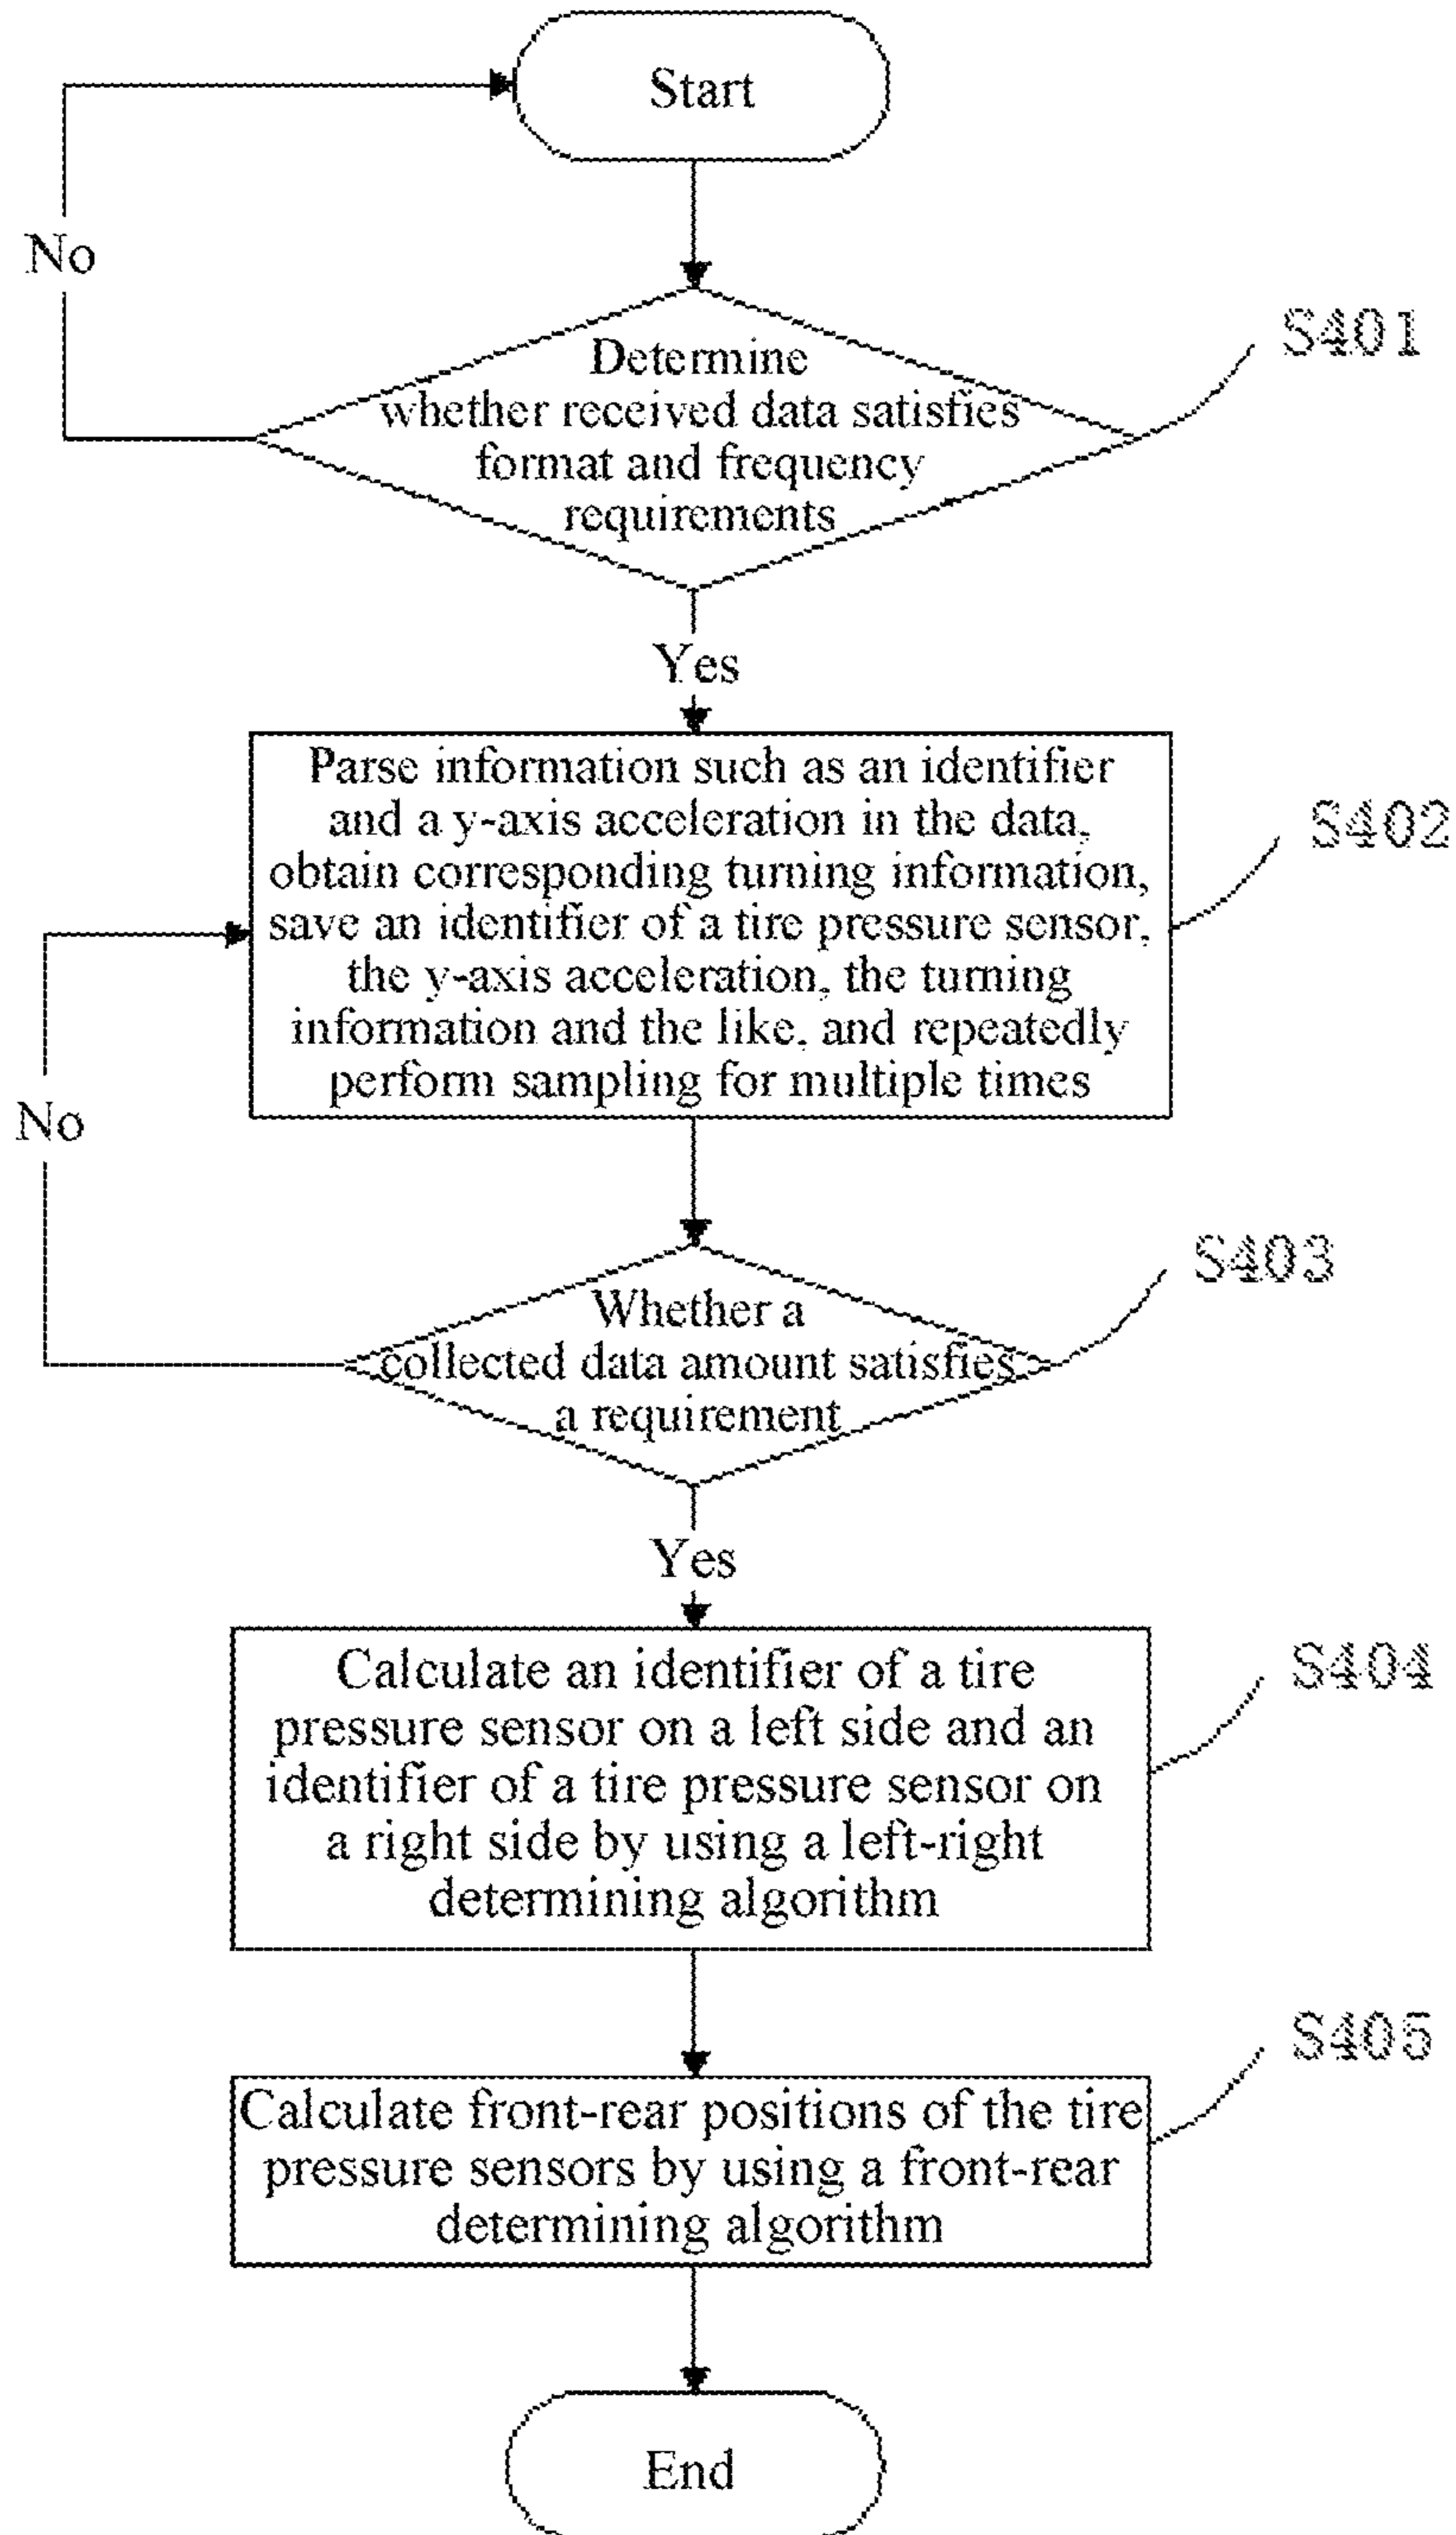 Start
No
Determine
whether received data satisfies
format and frequency
requirements
S401
Yes
Parse information such as an identifier
and a y-axis acceleration in the data,
obtain corresponding turning information,
save an identifier of a tire pressure sensor,
the y-axis acceleration, the turning
information and the like, and repeatedly
perform sampling for multiple times
S402
No
Whether a
collected data amount satisfies
a requirement
S403
Yes
Calculate an identifier of a tire
pressure sensor on a left side and an
identifier of a tire pressure sensor on
a right side by using a left-right
determining algorithm
S404
Calculate front-rear positions of the tire
pressure sensors by using a front-rear
determining algorithm
S405
End